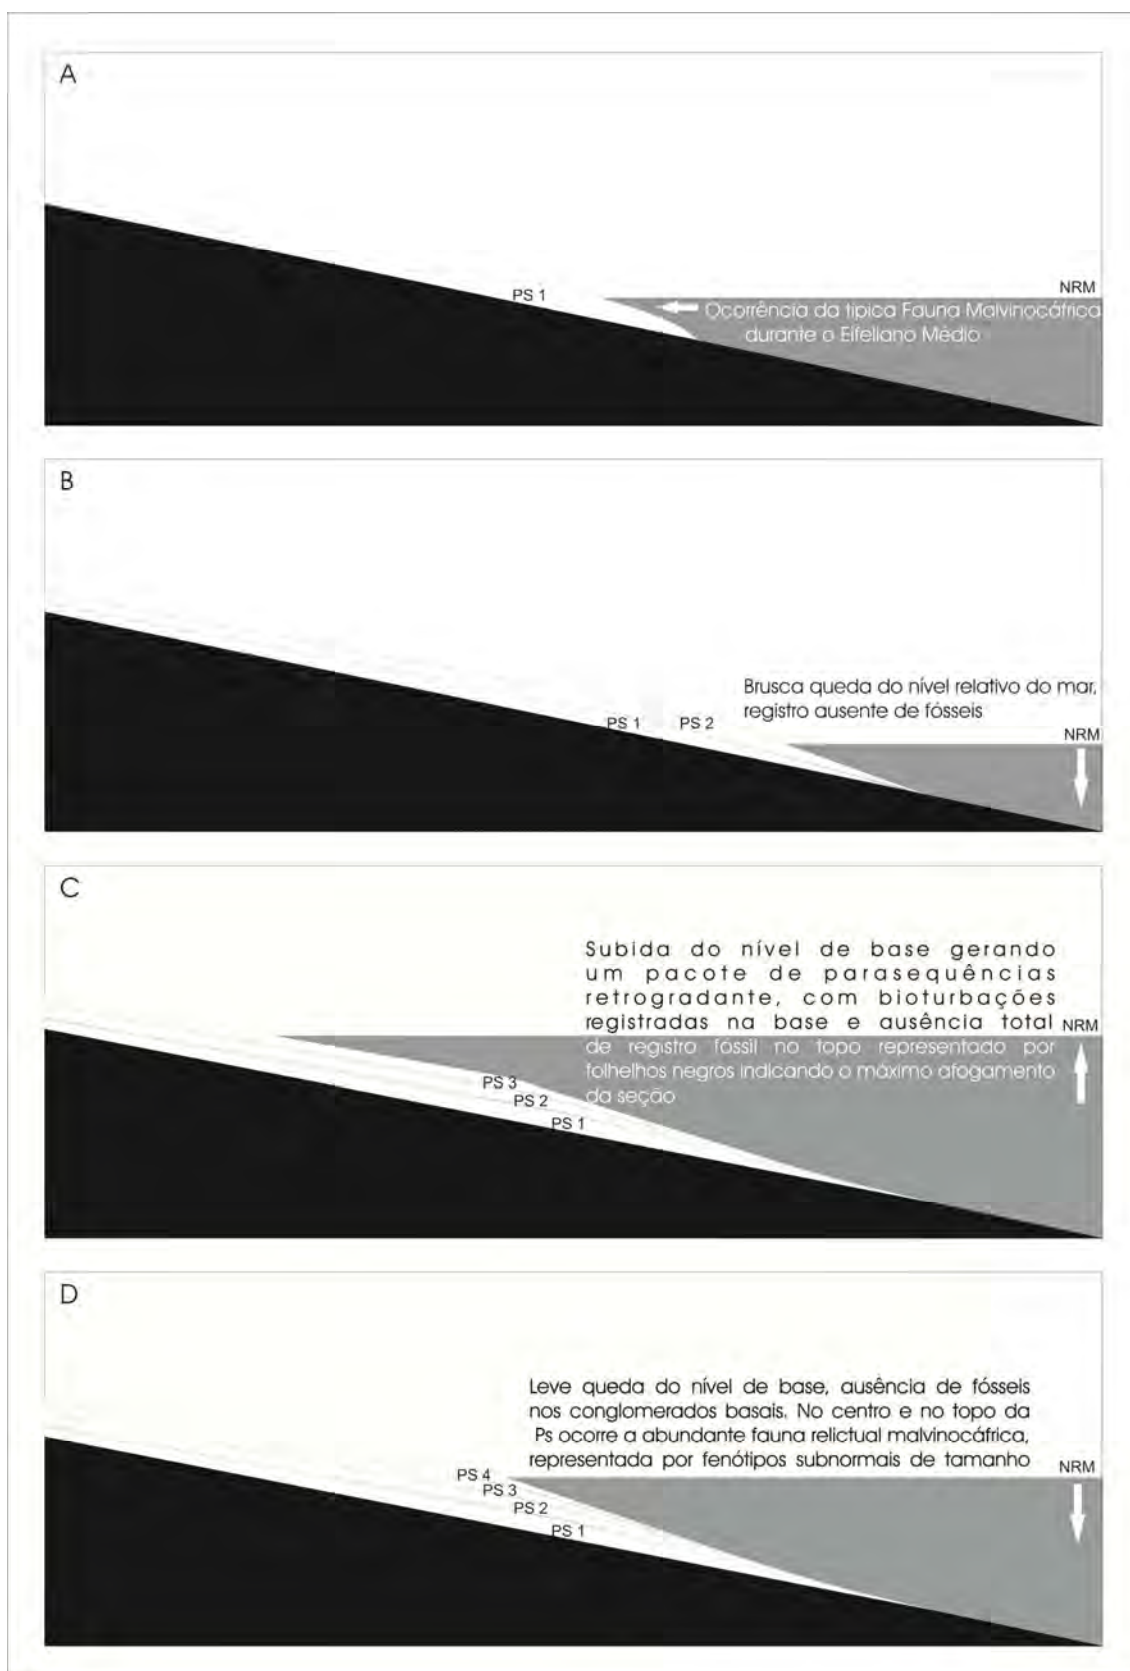 A
PS 1
NRM
Ocorrência da típica Fauna Malvinocáfrica
durante o Eifeliano Médio
B
Brusca queda do nível relativo do mar,
registro ausente de fósseis
PS 1
PS 2
NRM
C
Subida do nível de base gerando
um pacote de parasequências
retrogradante, com bioturbações
registradas na base e ausência total
NRM
de registro fóssil no topo representado por
folhelhos negros indicando o máximo afogamento
da seção
PS 3
PS 2
PS 1
D
Leve queda do nível de base, ausência de fósseis
nos conglomerados basais. No centro e no topo da
Ps ocorre a abundante fauna relictual malvinocáfrica,
representada por fenótipos subnormais de tamanho
NRM
PS 4
PS 3
PS 2
PS 1